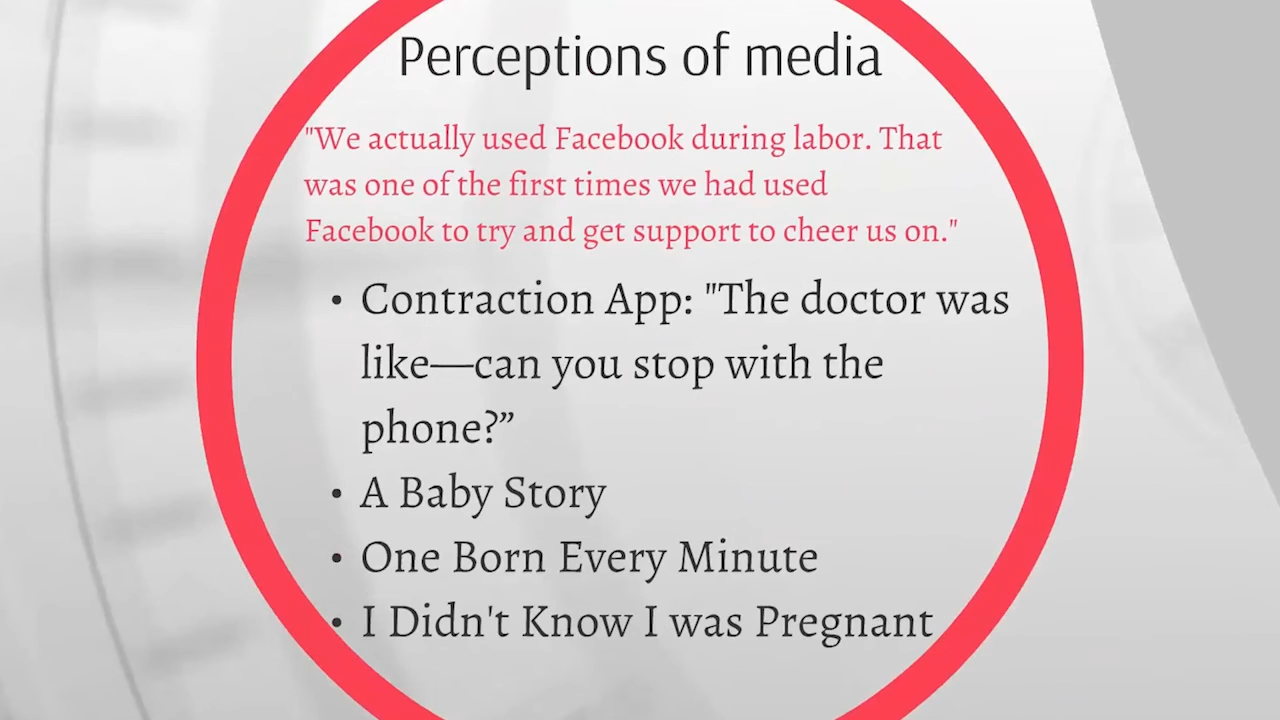 Perceptions of media
"We actually used Facebook during labor. That
was one of the first times we had used
Facebook to try and get support to cheer us on."
• Contraction App: "The doctor was
like—can you stop with the
phone?”
• A Baby Story
• One Born Every Minute
• I Didn't Know I was Pregnant